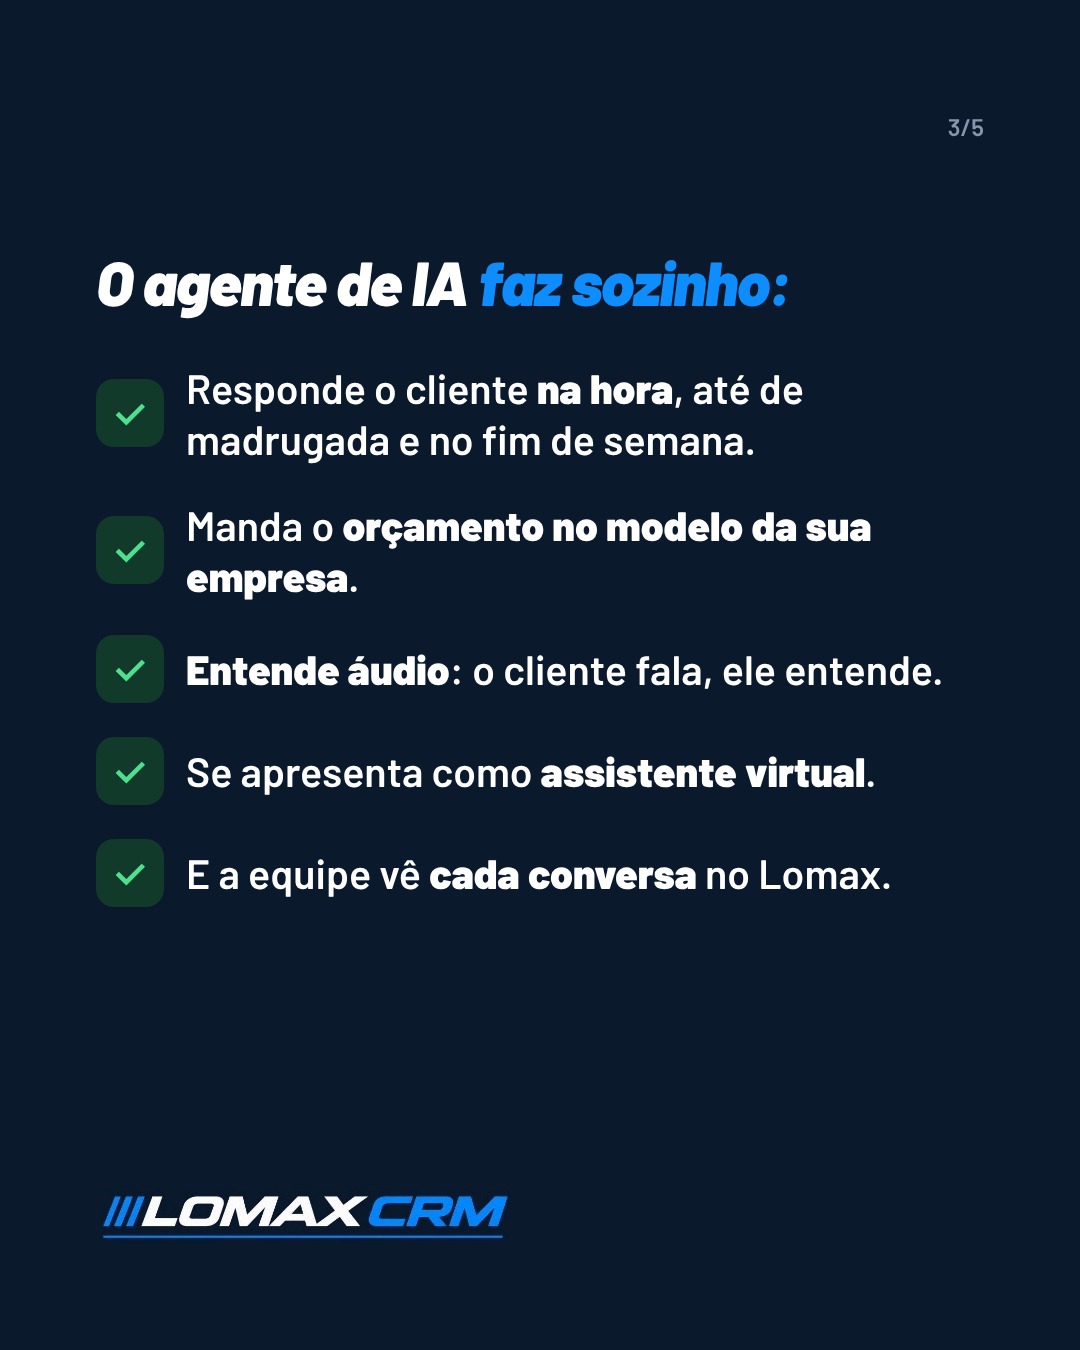 3/5
O agente de IA faz sozinho:
Responde o cliente na hora, até de
madrugada e no fim de semana.
Manda o orçamento no modelo da sua
empresa.
Entende áudio: o cliente fala, ele entende.
Se apresenta como assistente virtual.
E a equipe vê cada conversa no Lomax.
LOMAX CRM